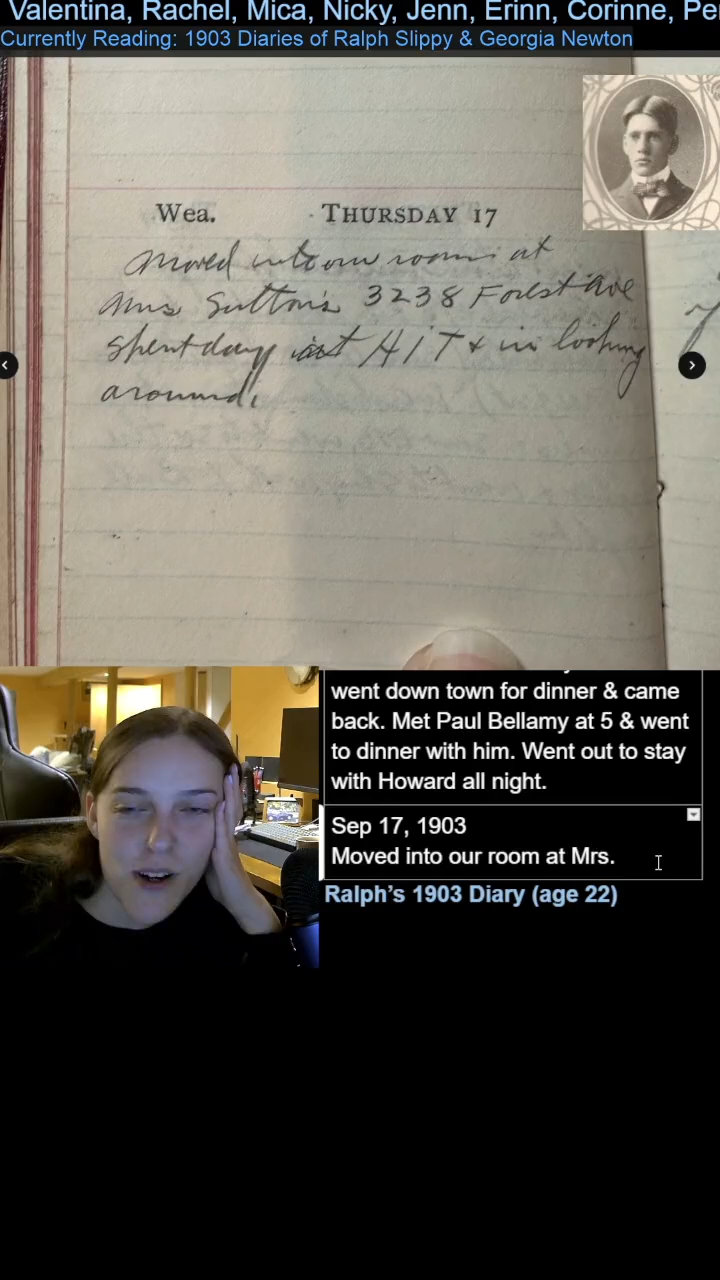 Valentina, Rachel, Mica, Nicky, Jenn, Erinn, Corinne, Pe
Currently Reading: 1903 Diaries of Ralph Slippy & Georgia Newton
Wea. THURSDAY 17
Moved into our room at
Mrs Sutton's 3238 Forest Ave
Spent day at A I T & in looking
around.
went down town for dinner & came
back. Met Paul Bellamy at 5 & went
to dinner with him. Went out to stay
with Howard all night.
Sep 17, 1903
Moved into our room at Mrs.
Ralph's 1903 Diary (age 22)